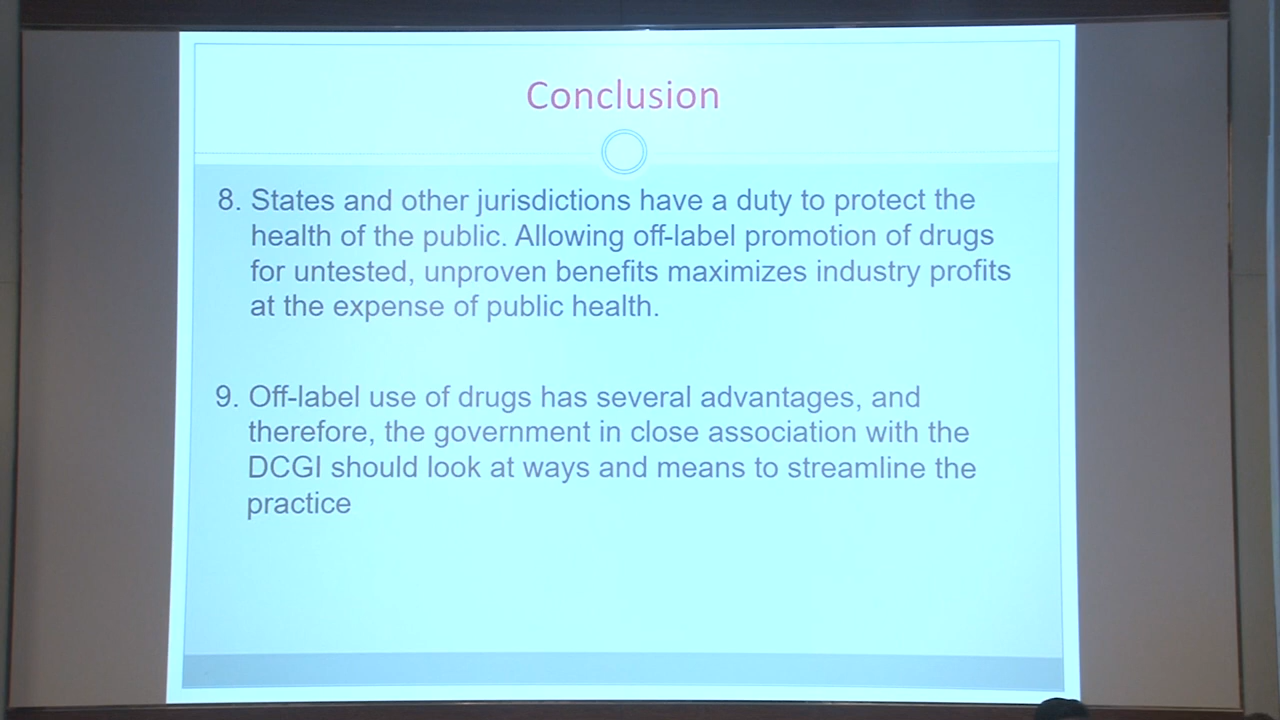 Conclusion
8. States and other jurisdictions have a duty to protect the
health of the public. Allowing off-label promotion of drugs
for untested, unproven benefits maximizes industry profits
at the expense of public health.
9. Off-label use of drugs has several advantages, and
therefore, the government in close association with the
DCGI should look at ways and means to streamline the
practice